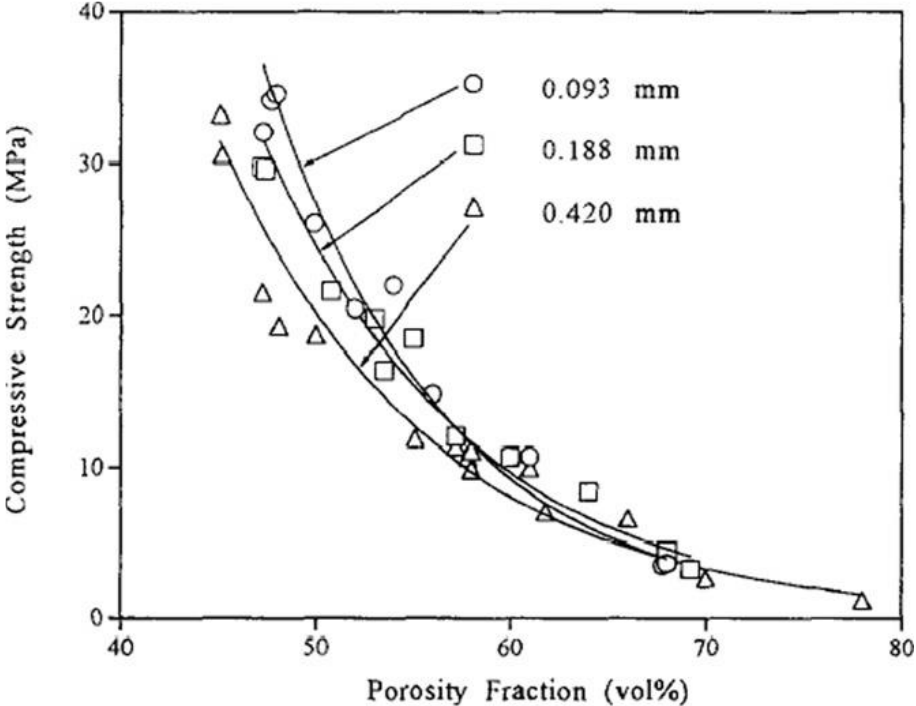 40
30
20
10
0
Compressive Strength (MPa)
0.093 mm
0.188 mm
0.420 mm
40 50 60 70 80
Porosity Fraction (vol%)